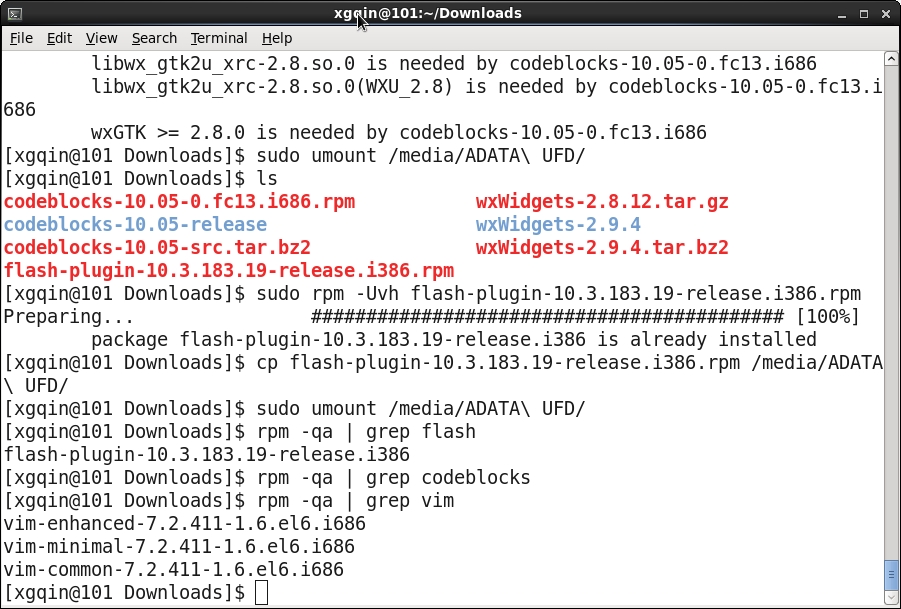 xgqin@101:~/Downloads
File Edit View Search Terminal Help
libwx_gtk2u_xrc-2.8.so.0 is needed by codeblocks-10.05-0.fc13.i686
libwx_gtk2u_xrc-2.8.so.0(WXU_2.8) is needed by codeblocks-10.05-0.fc13.i
686
wxGTK >= 2.8.0 is needed by codeblocks-10.05-0.fc13.i686
[xgqin@101 Downloads]$ sudo umount /media/ADATA\ UFD/
[xgqin@101 Downloads]$ ls
codeblocks-10.05-0.fc13.i686.rpm wxWidgets-2.8.12.tar.gz
codeblocks-10.05-release wxWidgets-2.9.4
codeblocks-10.05-src.tar.bz2 wxWidgets-2.9.4.tar.bz2
flash-plugin-10.3.183.19-release.i386.rpm
[xgqin@101 Downloads]$ sudo rpm -Uvh flash-plugin-10.3.183.19-release.i386.rpm
Preparing... ########################################### [100%]
package flash-plugin-10.3.183.19-release.i386 is already installed
[xgqin@101 Downloads]$ cp flash-plugin-10.3.183.19-release.i386.rpm /media/ADATA
\ UFD/
[xgqin@101 Downloads]$ sudo umount /media/ADATA\ UFD/
[xgqin@101 Downloads]$ rpm -qa | grep flash
flash-plugin-10.3.183.19-release.i386
[xgqin@101 Downloads]$ rpm -qa | grep codeblocks
[xgqin@101 Downloads]$ rpm -qa | grep vim
vim-enhanced-7.2.411-1.6.el6.i686
vim-minimal-7.2.411-1.6.el6.i686
vim-common-7.2.411-1.6.el6.i686
[xgqin@101 Downloads]$